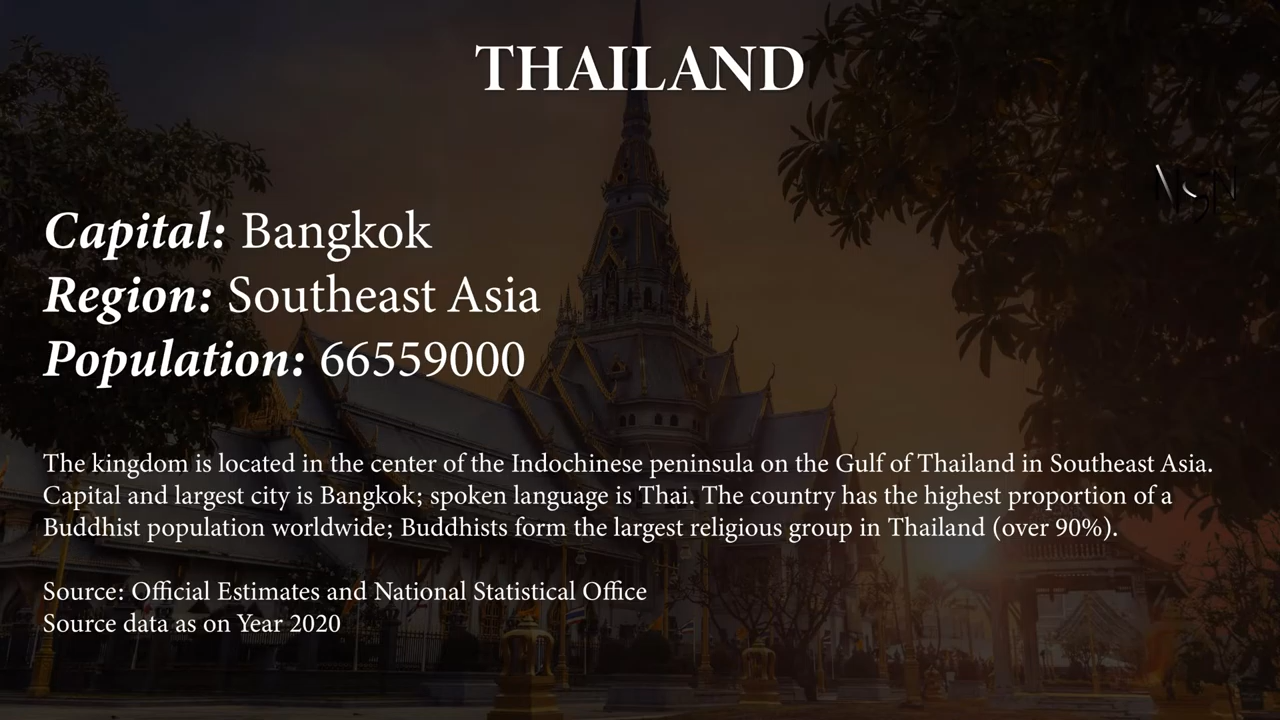 THAILAND
Capital: Bangkok
Region: Southeast Asia
Population: 66559000
The kingdom is located in the center of the Indochinese peninsula on the Gulf of Thailand in Southeast Asia.
Capital and largest city is Bangkok; spoken language is Thai. The country has the highest proportion of a
Buddhist population worldwide; Buddhists form the largest religious group in Thailand (over 90%).
Source: Official Estimates and National Statistical Office
Source data as on Year 2020